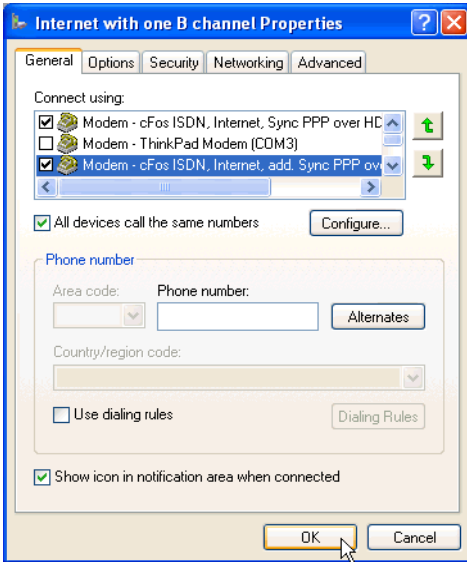 Internet with one B channel Properties
General Options Security Networking Advanced
Connect using:
Modem - cFos ISDN, Internet, Sync PPP over HD
Modem - ThinkPad Modem (COM3)
Modem - cFos ISDN, Internet, add. Sync PPP ov
All devices call the same numbers Configure...
Phone number
Area code: Phone number:
Alternates
Country/region code:
Use dialing rules Dialing Rules
Show icon in notification area when connected
OK Cancel